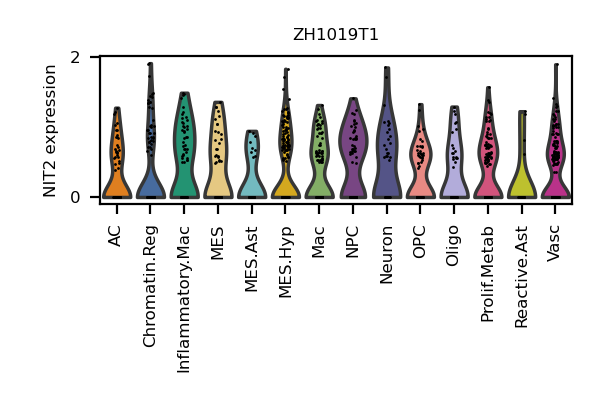 ZH1019T1
NIT2 expression
2
0
AC
Chromatin.Reg
Inflammatory.Mac
MES
MES.Ast
MES.Hyp
Mac
NPC
Neuron
OPC
Oligo
Prolif.Metab
Reactive.Ast
Vasc